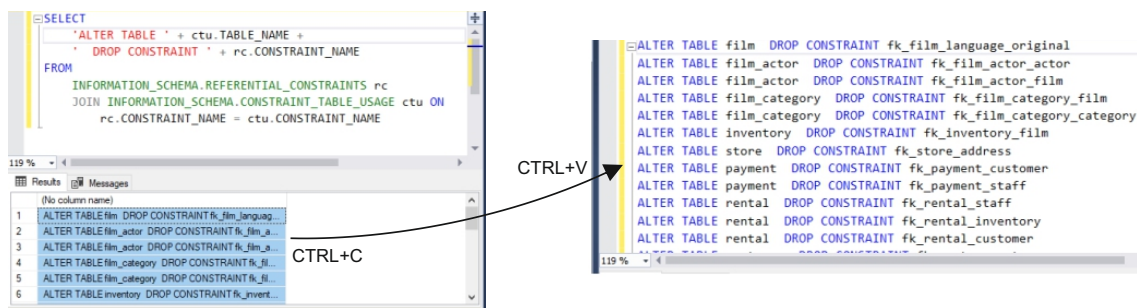 SELECT
'ALTER TABLE ' + ctu.TABLE_NAME +
'  DROP CONSTRAINT ' + rc.CONSTRAINT_NAME
FROM
INFORMATION_SCHEMA.REFERENTIAL_CONSTRAINTS rc
JOIN INFORMATION_SCHEMA.CONSTRAINT_TABLE_USAGE ctu ON
rc.CONSTRAINT_NAME = ctu.CONSTRAINT_NAME
119 %
Results Messages
(No column name)
1 ALTER TABLE film DROP CONSTRAINT fk_film_languag...
2 ALTER TABLE film_actor DROP CONSTRAINT fk_film_a...
3 ALTER TABLE film_actor DROP CONSTRAINT fk_film_a...
4 ALTER TABLE film_category DROP CONSTRAINT fk_fil...
5 ALTER TABLE film_category DROP CONSTRAINT fk_fil...
6 ALTER TABLE inventory DROP CONSTRAINT fk_invent...
CTRL+C
CTRL+V
ALTER TABLE film  DROP CONSTRAINT fk_film_language_original
ALTER TABLE film_actor  DROP CONSTRAINT fk_film_actor_actor
ALTER TABLE film_actor  DROP CONSTRAINT fk_film_actor_film
ALTER TABLE film_category  DROP CONSTRAINT fk_film_category_film
ALTER TABLE film_category  DROP CONSTRAINT fk_film_category_category
ALTER TABLE inventory  DROP CONSTRAINT fk_inventory_film
ALTER TABLE store  DROP CONSTRAINT fk_store_address
ALTER TABLE payment  DROP CONSTRAINT fk_payment_customer
ALTER TABLE payment  DROP CONSTRAINT fk_payment_staff
ALTER TABLE rental  DROP CONSTRAINT fk_rental_staff
ALTER TABLE rental  DROP CONSTRAINT fk_rental_inventory
ALTER TABLE rental  DROP CONSTRAINT fk_rental_customer
119 %